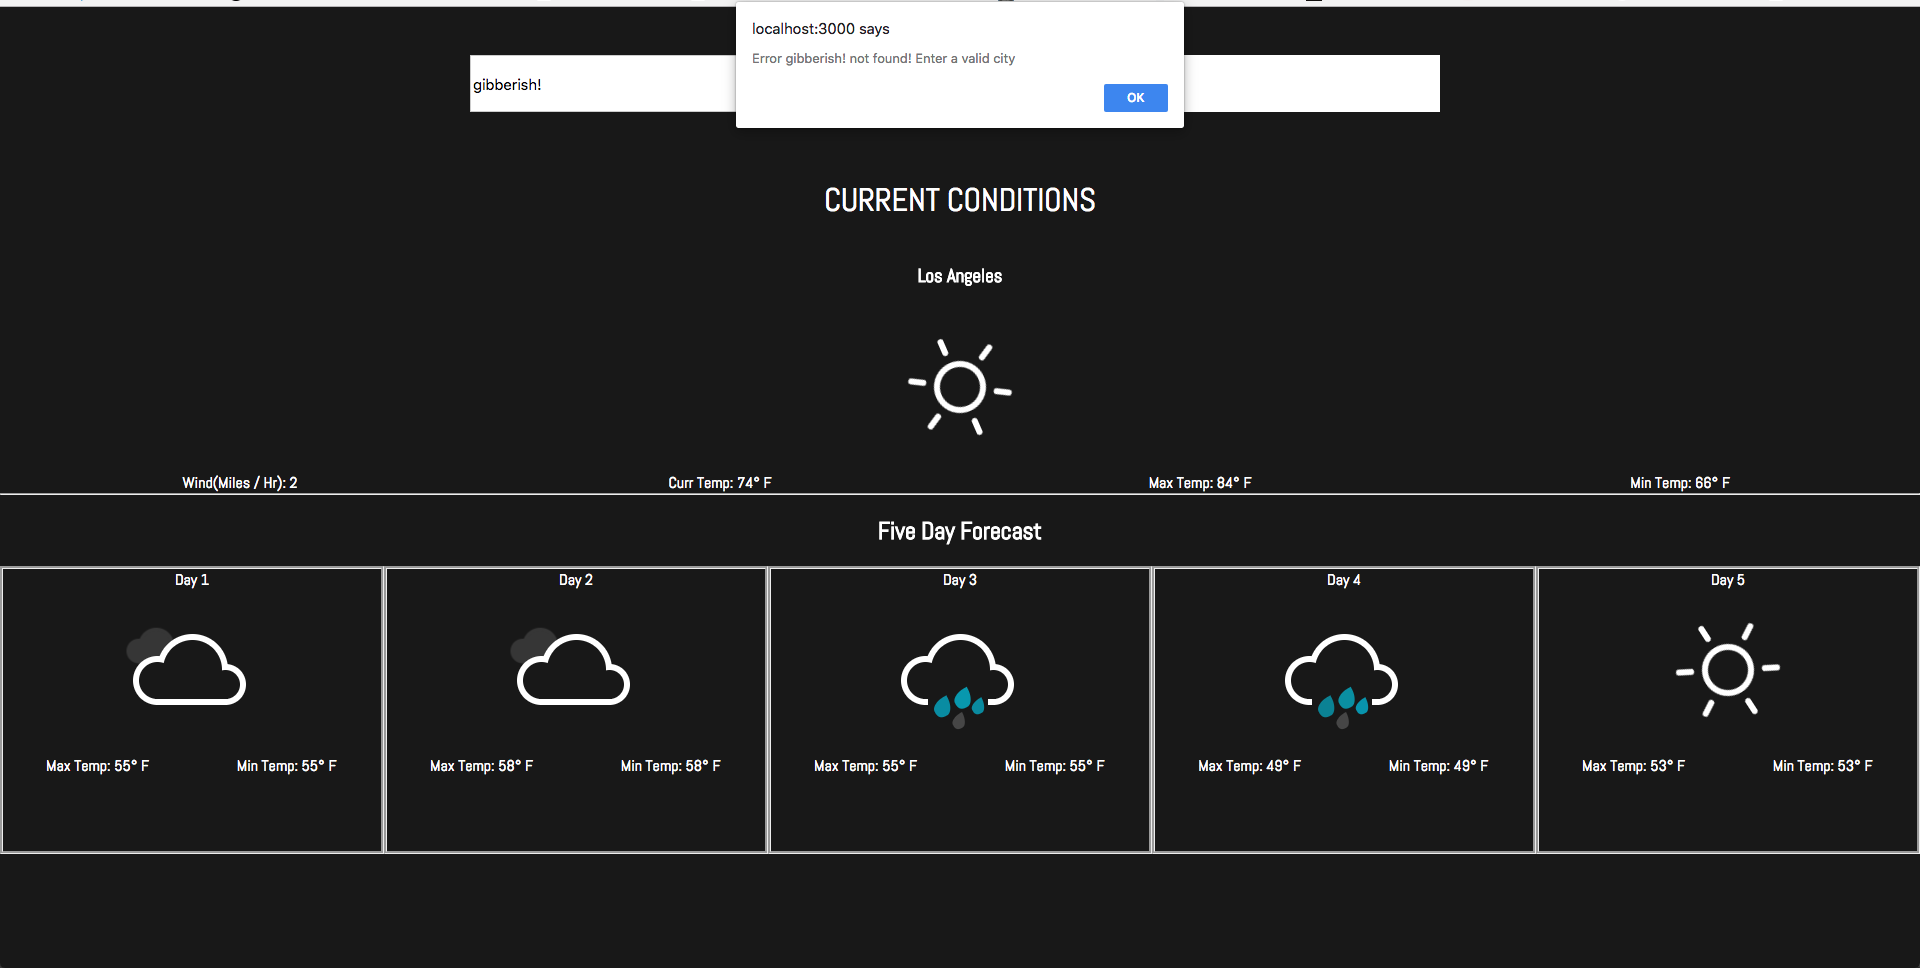 localhost:3000 says
Error gibberish! not found! Enter a valid city
OK
gibberish!
CURRENT CONDITIONS
Los Angeles
Wind(Miles / Hr): 2 Curr Temp: 74° F Max Temp: 84° F Min Temp: 66° F
Five Day Forecast
Day 1 Day 2 Day 3 Day 4 Day 5
Max Temp: 55° F Min Temp: 55° F Max Temp: 58° F Min Temp: 58° F Max Temp: 55° F Min Temp: 55° F Max Temp: 49° F Min Temp: 49° F Max Temp: 53° F Min Temp: 53° F